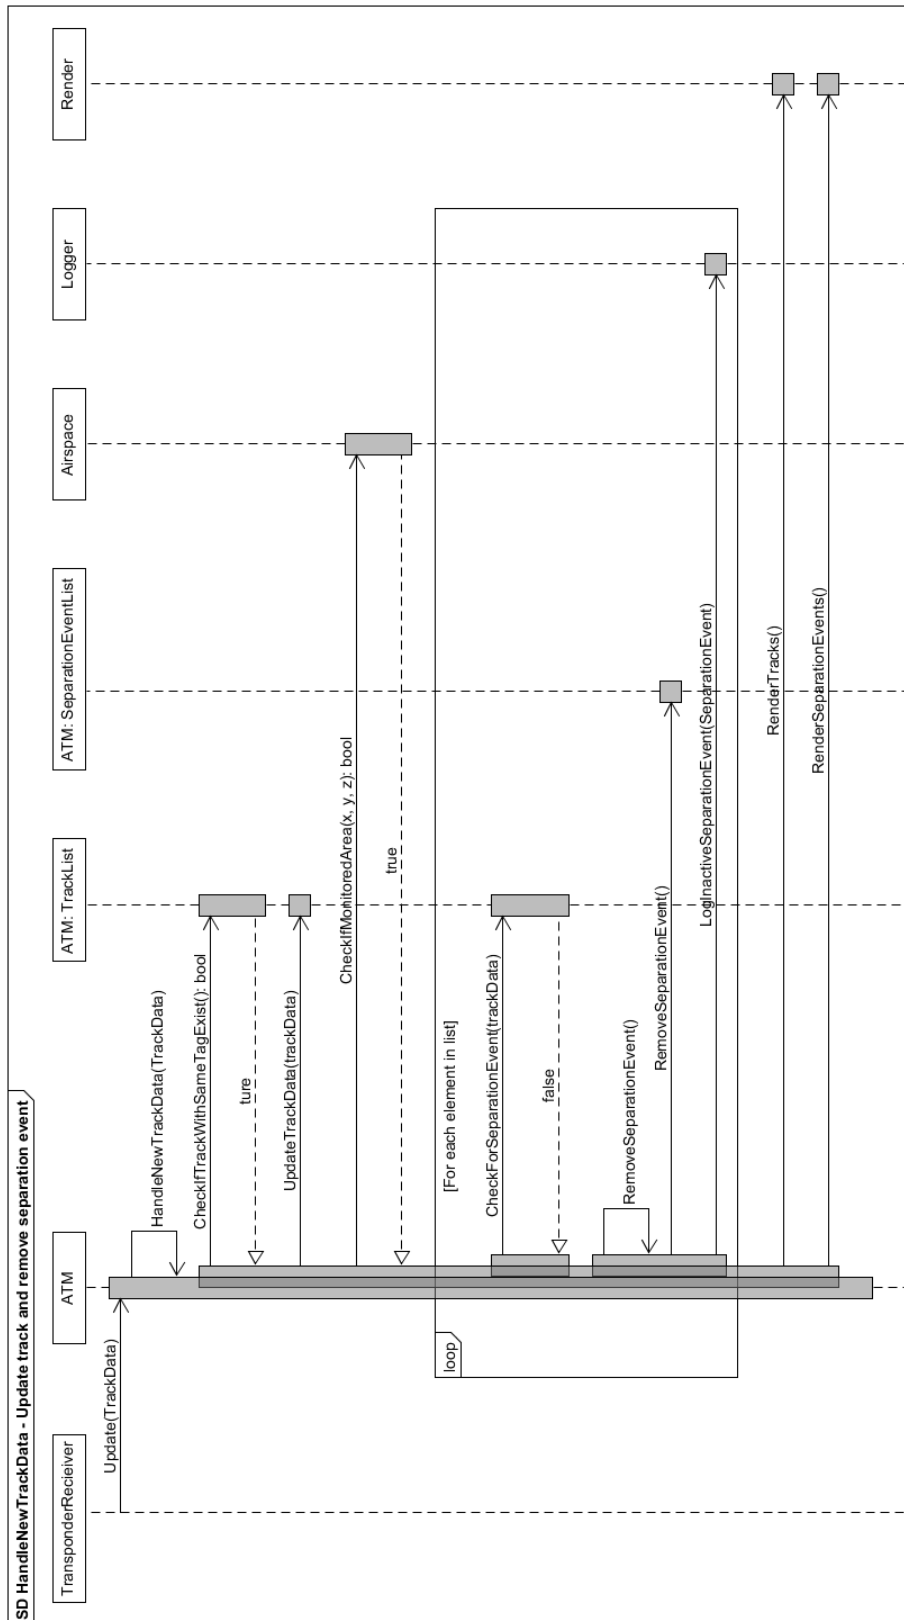 SD HandleNewTrackData - Update track and remove separation event
TransponderRecieiver
ATM
ATM: TrackList
ATM: SeparationEventList
Airspace
Logger
Render
Update(TrackData)
HandleNewTrackData(TrackData)
CheckIfTrackWithSameTagExist(): bool
ture
UpdateTrackData(trackData)
CheckIfMonitoredArea(x, y, z): bool
true
loop
[For each element in list]
CheckForSeparationEvent(trackData)
false
RemoveSeparationEvent()
RemoveSeparationEvent()
LogInactiveSeparationEvent(SeparationEvent)
RenderTracks()
RenderSeparationEvents()